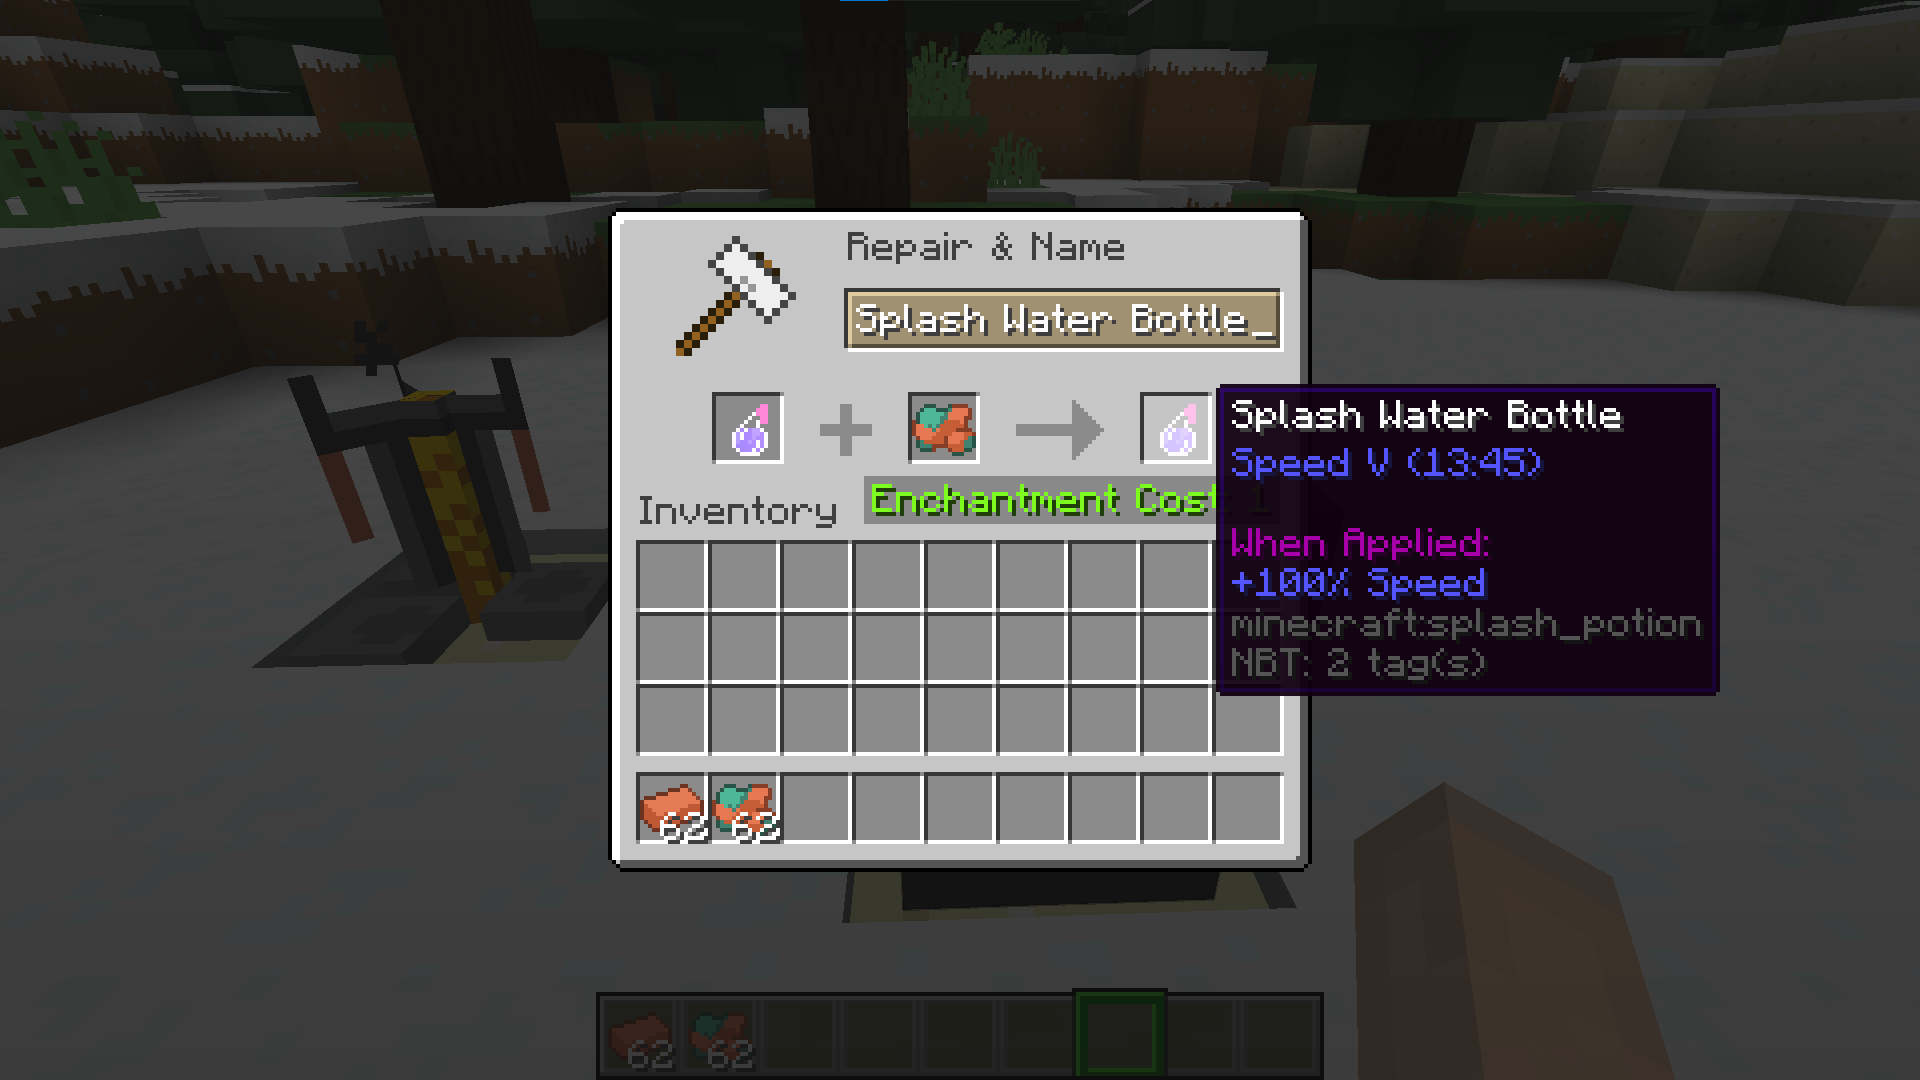 Repair & Name
Splash Water Bottle_
Splash Water Bottle
Speed V (13:45)
Enchantment Cost: 1
Inventory
When Applied:
+100% Speed
minecraft:splash_potion
NBT: 2 tag(s)
62
62
62
62